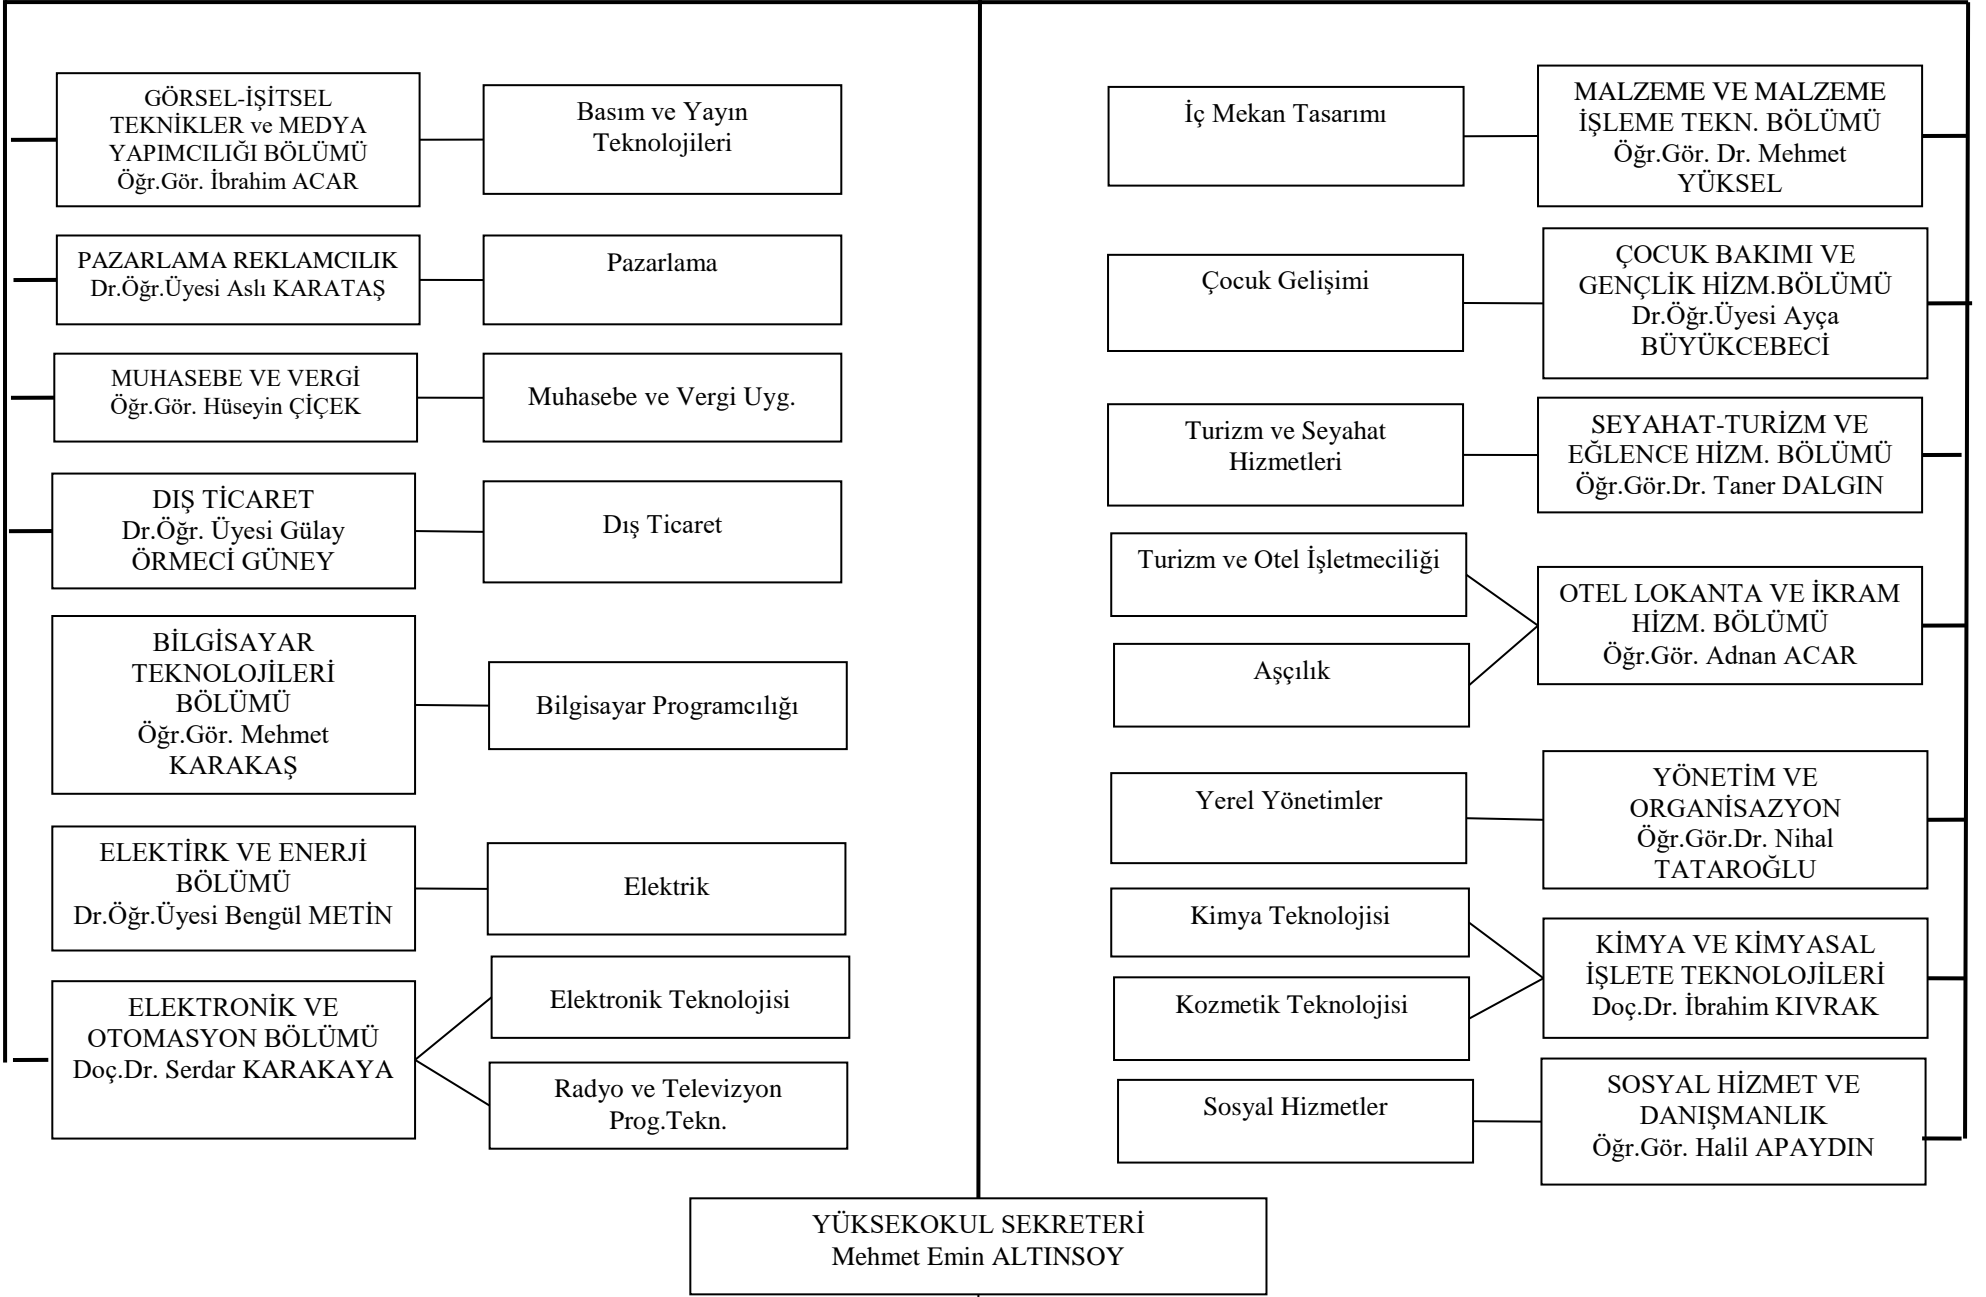 GÖRSEL-İŞİTSEL
TEKNİKLER ve MEDYA
YAPIMCILIĞI BÖLÜMÜ
Öğr.Gör. İbrahim ACAR
Basım ve Yayın
Teknolojileri
PAZARLAMA REKLAMCILIK
Dr.Öğr.Üyesi Aslı KARATAŞ
Pazarlama
MUHASEBE VE VERGİ
Öğr.Gör. Hüseyin ÇİÇEK
Muhasebe ve Vergi Uyg.
DIŞ TİCARET
Dr.Öğr. Üyesi Gülay
ÖRMECİ GÜNEY
Dış Ticaret
BİLGİSAYAR
TEKNOLOJİLERİ
BÖLÜMÜ
Öğr.Gör. Mehmet
KARAKAŞ
Bilgisayar Programcılığı
ELEKTİRK VE ENERJİ
BÖLÜMÜ
Dr.Öğr.Üyesi Bengül METİN
Elektrik
ELEKTRONİK VE
OTOMASYON BÖLÜMÜ
Doç.Dr. Serdar KARAKAYA
Elektronik Teknolojisi
Radyo ve Televizyon
Prog.Tekn.
İç Mekan Tasarımı
MALZEME VE MALZEME
İŞLEME TEKN. BÖLÜMÜ
Öğr.Gör. Dr. Mehmet
YÜKSEL
Çocuk Gelişimi
ÇOCUK BAKIMI VE
GENÇLİK HİZM.BÖLÜMÜ
Dr.Öğr.Üyesi Ayça
BÜYÜKCEBECİ
Turizm ve Seyahat
Hizmetleri
SEYAHAT-TURİZM VE
EĞLENCE HİZM. BÖLÜMÜ
Öğr.Gör.Dr. Taner DALGIN
Turizm ve Otel İşletmeciliği
Aşçılık
OTEL LOKANTA VE İKRAM
HİZM. BÖLÜMÜ
Öğr.Gör. Adnan ACAR
Yerel Yönetimler
YÖNETİM VE
ORGANİSAZYON
Öğr.Gör.Dr. Nihal
TATAROĞLU
Kimya Teknolojisi
Kozmetik Teknolojisi
KİMYA VE KİMYASAL
İŞLETE TEKNOLOJİLERİ
Doç.Dr. İbrahim KIVRAK
Sosyal Hizmetler
SOSYAL HİZMET VE
DANIŞMANLIK
Öğr.Gör. Halil APAYDIN
YÜKSEKOKUL SEKRETERİ
Mehmet Emin ALTINSOY